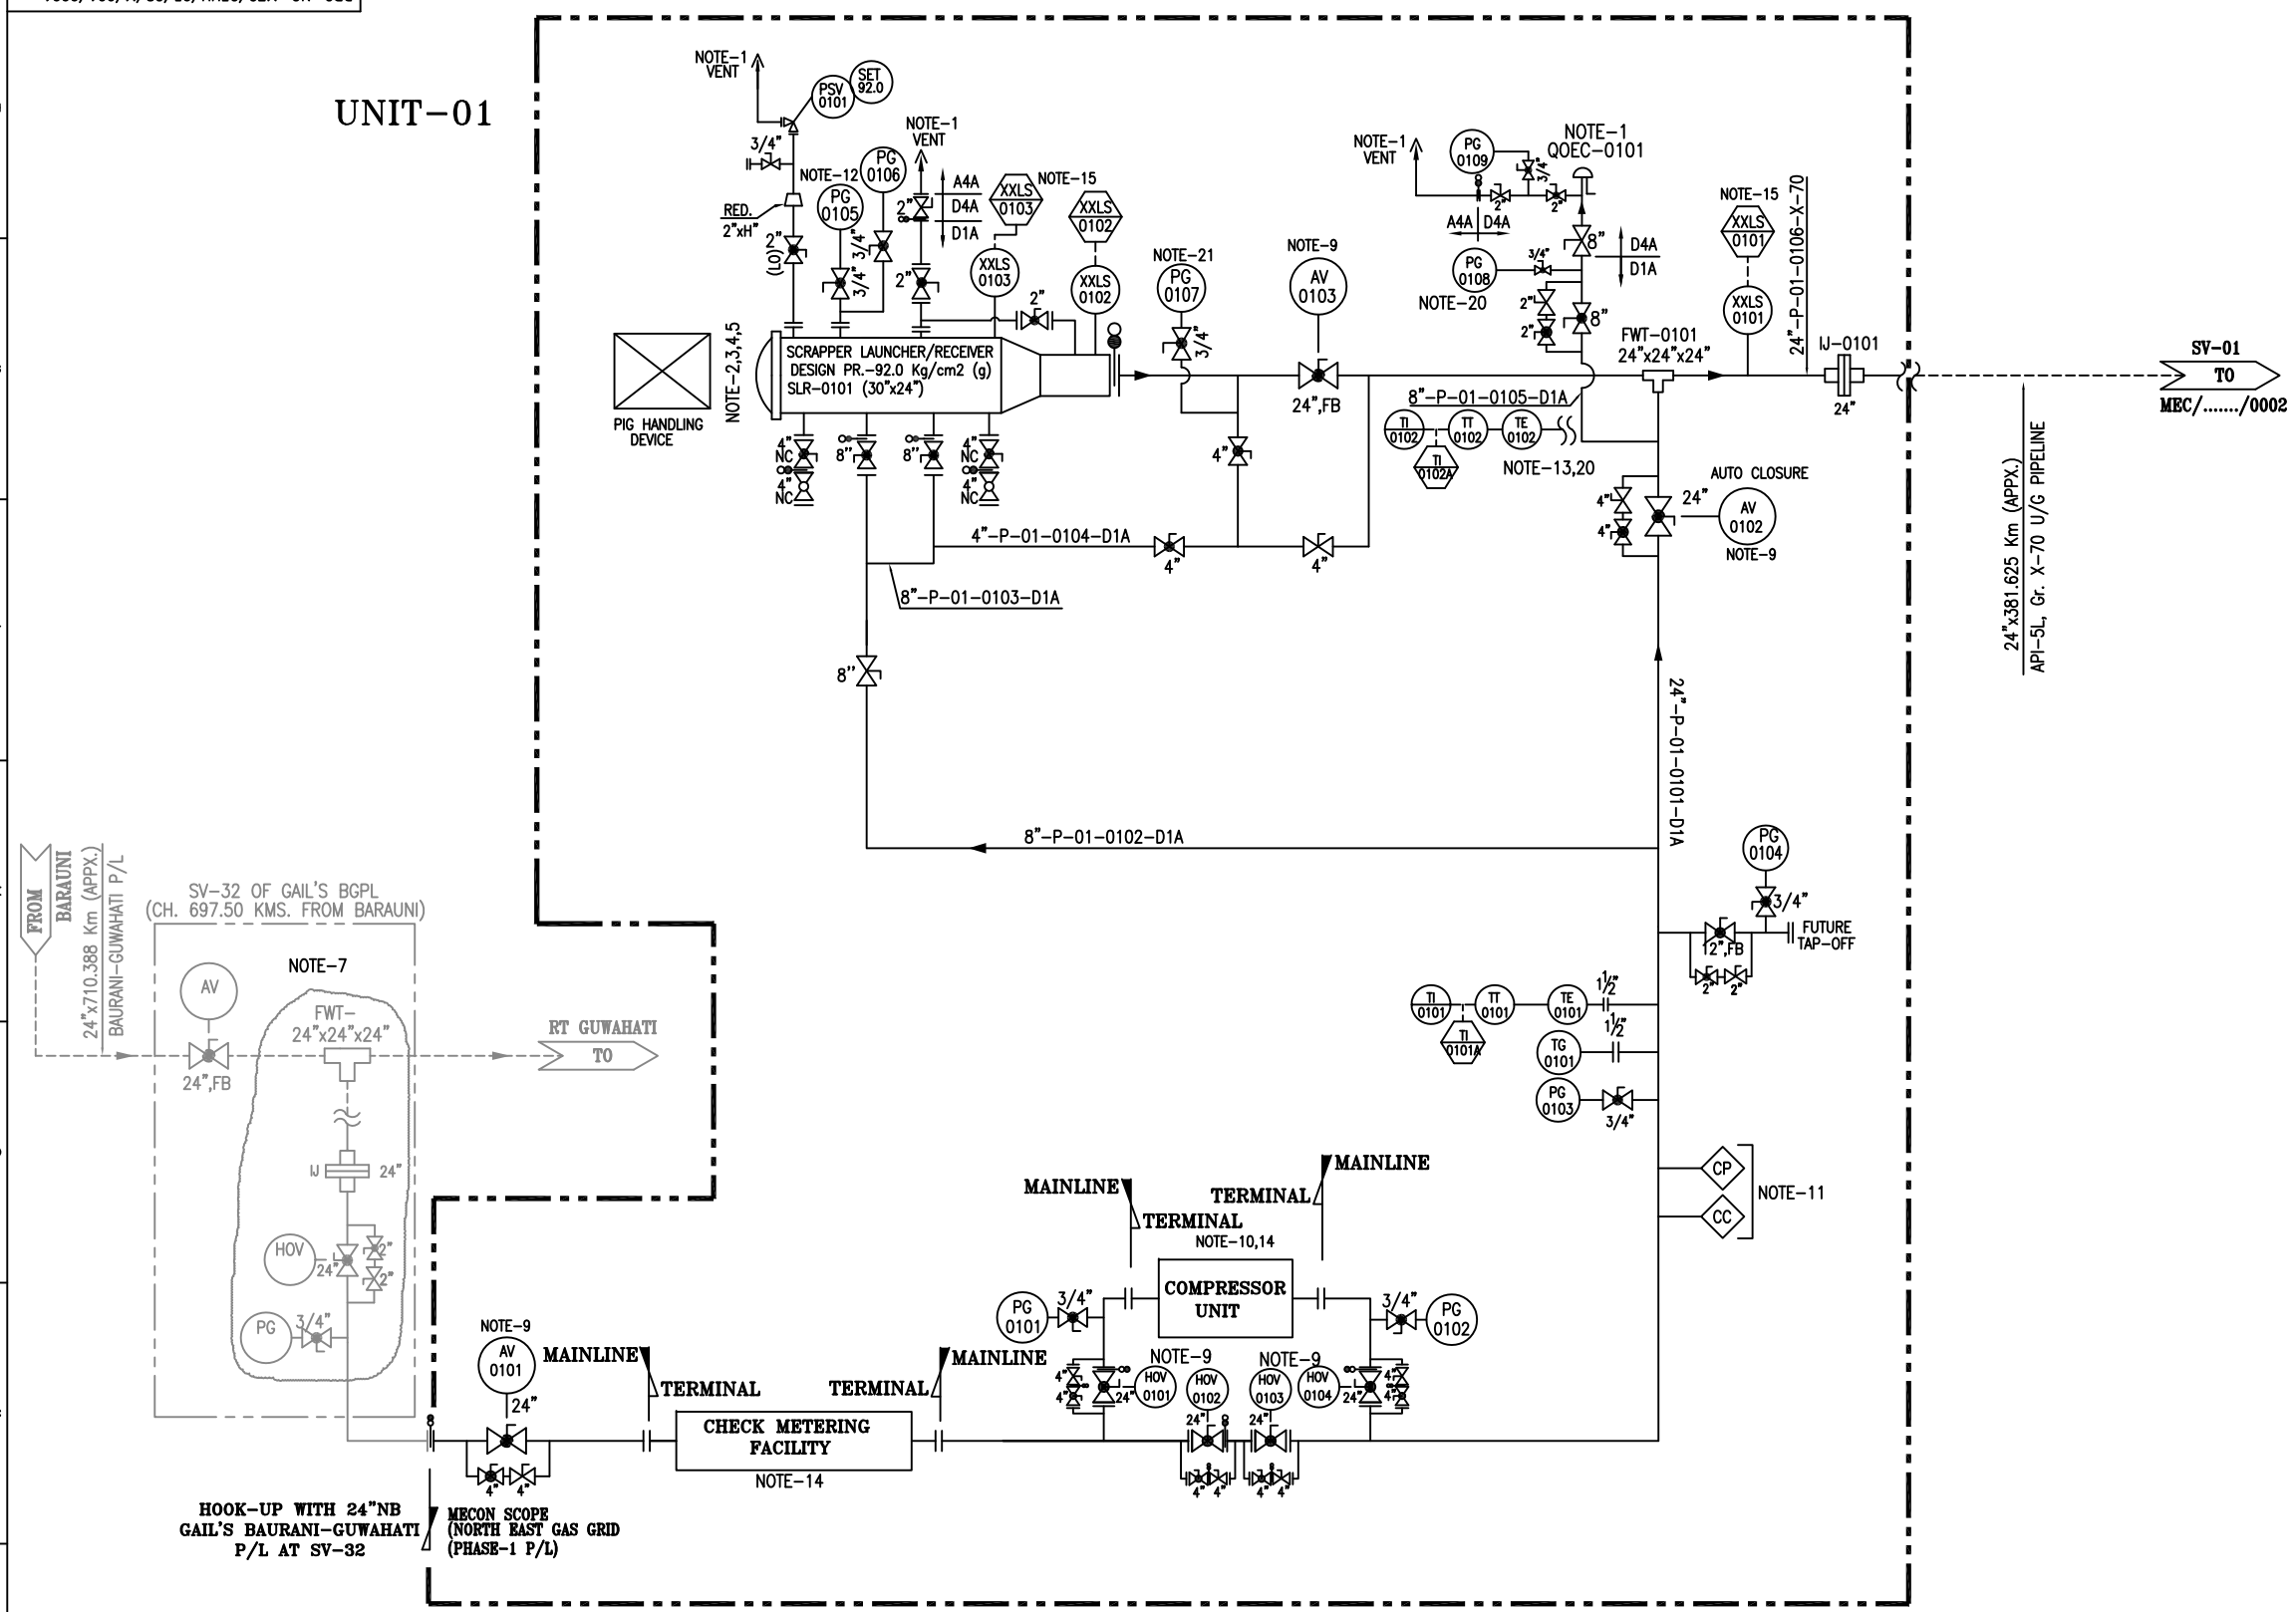 UNIT-01
NOTE-1
VENT
PSV
0101
SET
92.0
3/4"
RED.
2"xH"
2"
(LO)
NOTE-12
PG
0105
3/4"
PG
0106
3/4"
NOTE-1
VENT
2"
A4A
D4A
D1A
2"
XXLS
0103
NOTE-15
XXLS
0103
XXLS
0102
XXLS
0102
2"
NOTE-2,3,4,5
PIG HANDLING
DEVICE
SCRAPPER LAUNCHER/RECEIVER
DESIGN PR.-92.0 Kg/cm2 (g)
SLR-0101 (30"x24")
4"
NC
4"
NC
8"
8"
4"
NC
4"
NC
NOTE-21
PG
0107
3/4"
NOTE-9
AV
0103
24",FB
4"
4"-P-01-0104-D1A
4"
4"
8"-P-01-0103-D1A
8"
8"-P-01-0102-D1A
NOTE-1
VENT
PG
0109
3/4"
NOTE-1
QOEC-0101
2"
2"
A4A
D4A
PG
0108
3/4"
NOTE-20
8"
D4A
D1A
2"
2"
8"
8"-P-01-0105-D1A
TI
0102
TT
0102
TE
0102
TI
0102A
NOTE-13,20
FWT-0101
24"x24"x24"
NOTE-15
XXLS
0101
XXLS
0101
24"-P-01-0106-X-70
IJ-0101
24"
SV-01
TO
MEC/......./0002
24"x381.625 Km (APPX.)
API-5L, Gr. X-70 U/G PIPELINE
AUTO CLOSURE
24"
AV
0102
NOTE-9
4"
4"
24"-P-01-0101-D1A
PG
0104
3/4"
12",FB
FUTURE
TAP-OFF
2"
2"
TI
0101
TT
0101
TE
0101
1½"
TI
0101A
TG
0101
1½"
PG
0103
3/4"
CP
CC
NOTE-11
FROM
BARAUNI
24"x710.388 Km (APPX.)
BAURANI-GUWAHATI P/L
SV-32 OF GAIL'S BGPL
(CH. 697.50 KMS. FROM BARAUNI)
NOTE-7
AV
24",FB
FWT-
24"x24"x24"
RT GUWAHATI
TO
IJ
24"
HOV
24"
2"
2"
PG
3/4"
NOTE-9
AV
0101
24"
4"
4"
MAINLINE
TERMINAL
CHECK METERING
FACILITY
NOTE-14
MAINLINE
TERMINAL
MAINLINE
TERMINAL
MAINLINE
TERMINAL
NOTE-10,14
COMPRESSOR
UNIT
PG
0101
3/4"
3/4"
PG
0102
4"
4"
24"
NOTE-9
HOV
0101
HOV
0102
24"
4"
4"
NOTE-9
HOV
0103
24"
4"
4"
HOV
0104
24"
4"
4"
HOOK-UP WITH 24"NB
GAIL'S BAURANI-GUWAHATI
P/L AT SV-32
MECON SCOPE
(NORTH EAST GAS GRID
(PHASE-1 P/L)